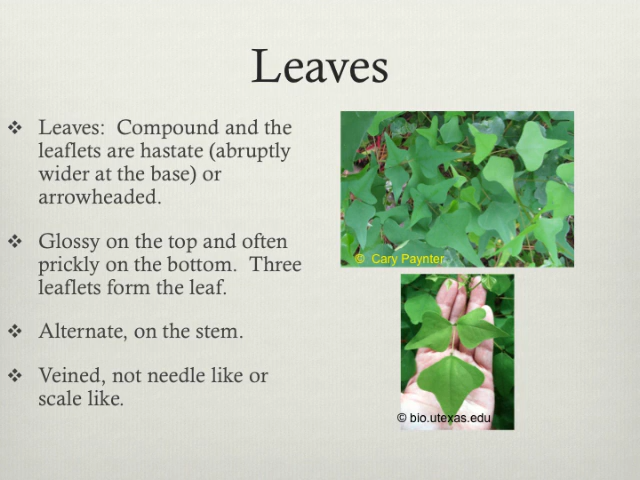 Leaves
❖ Leaves:  Compound and the
leaflets are hastate (abruptly
wider at the base) or
arrowheaded.
❖ Glossy on the top and often
prickly on the bottom.  Three
leaflets form the leaf.
❖ Alternate, on the stem.
❖ Veined, not needle like or
scale like.
© Cary Paynter
© bio.utexas.edu